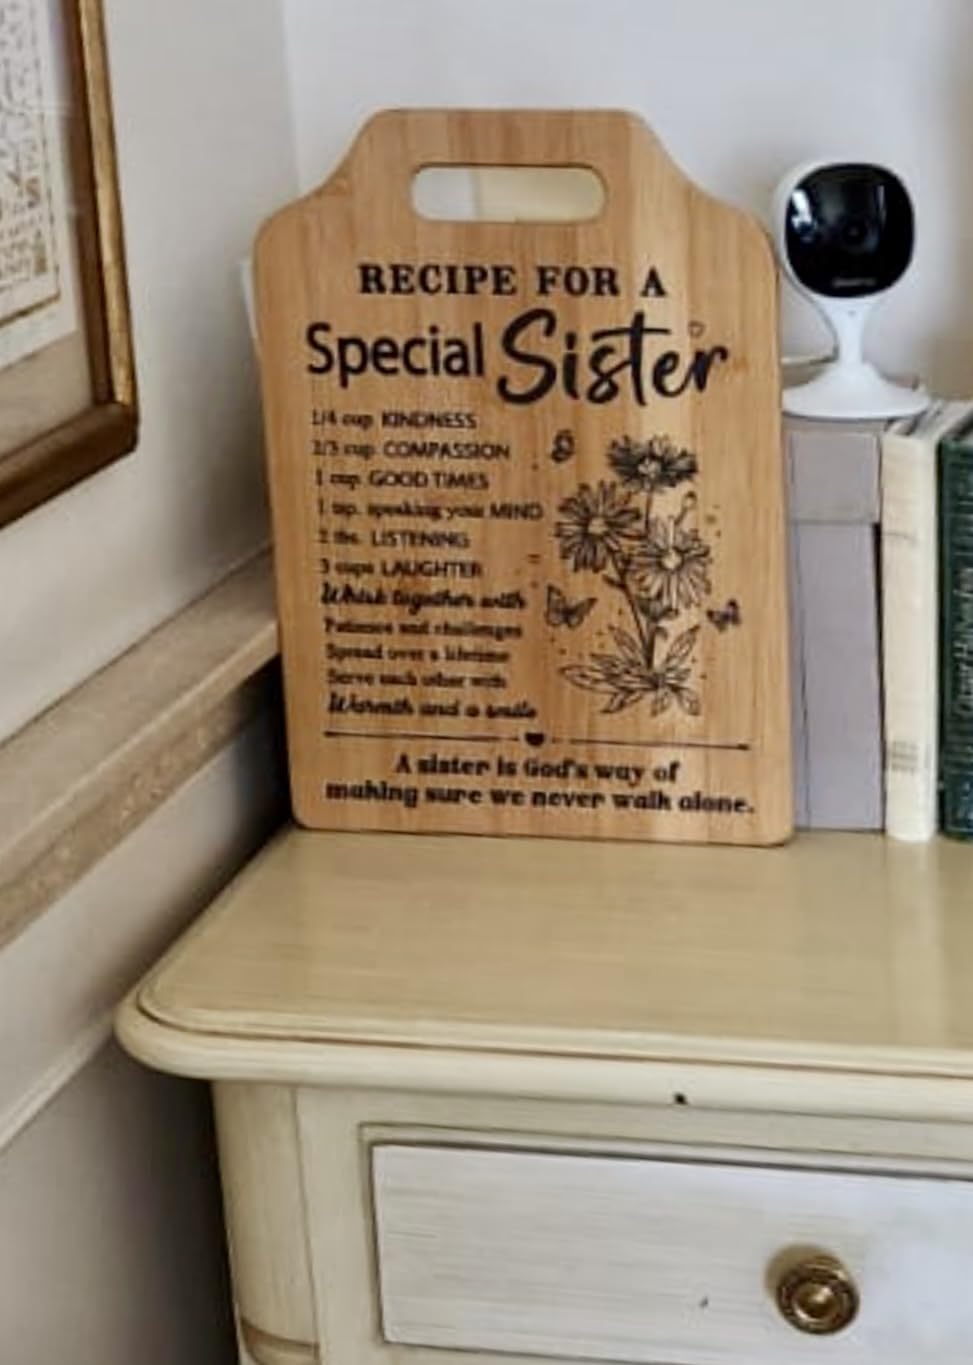 RECIPE FOR A
Special Sister
1/4 cup KINDNESS
2/3 cup COMPASSION
1 cup GOOD TIMES
1 tsp. speaking your MIND
2 tbs. LISTENING
3 cups LAUGHTER
Whisk together with
Patience and challenges
Spread over a lifetime
Serve each other with
Warmth and a smile
A sister is God's way of
making sure we never walk alone.